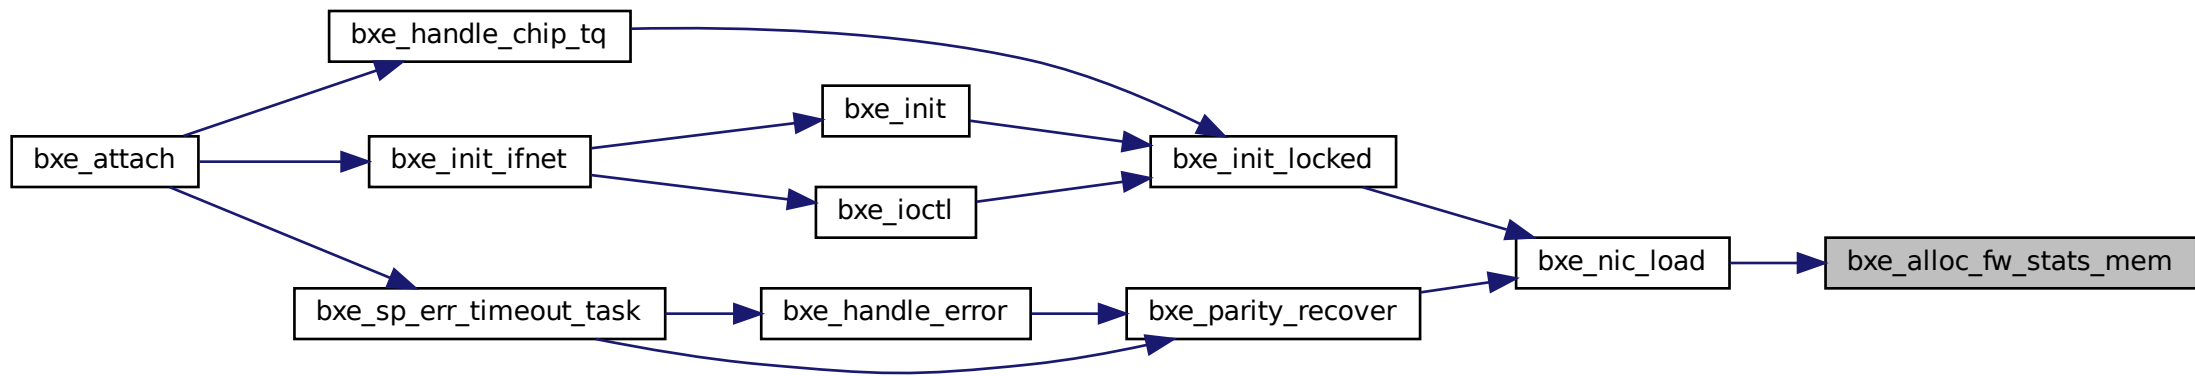 bxe_handle_chip_tq
bxe_init
bxe_attach
bxe_init_ifnet
bxe_init_locked
bxe_ioctl
bxe_nic_load
bxe_alloc_fw_stats_mem
bxe_sp_err_timeout_task
bxe_handle_error
bxe_parity_recover